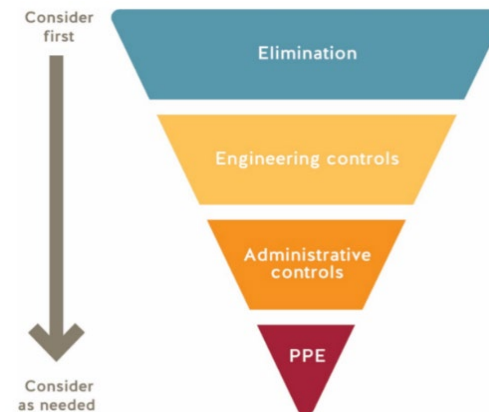 Consider
first
Elimination
Engineering controls
Administrative
controls
PPE
Consider
as needed